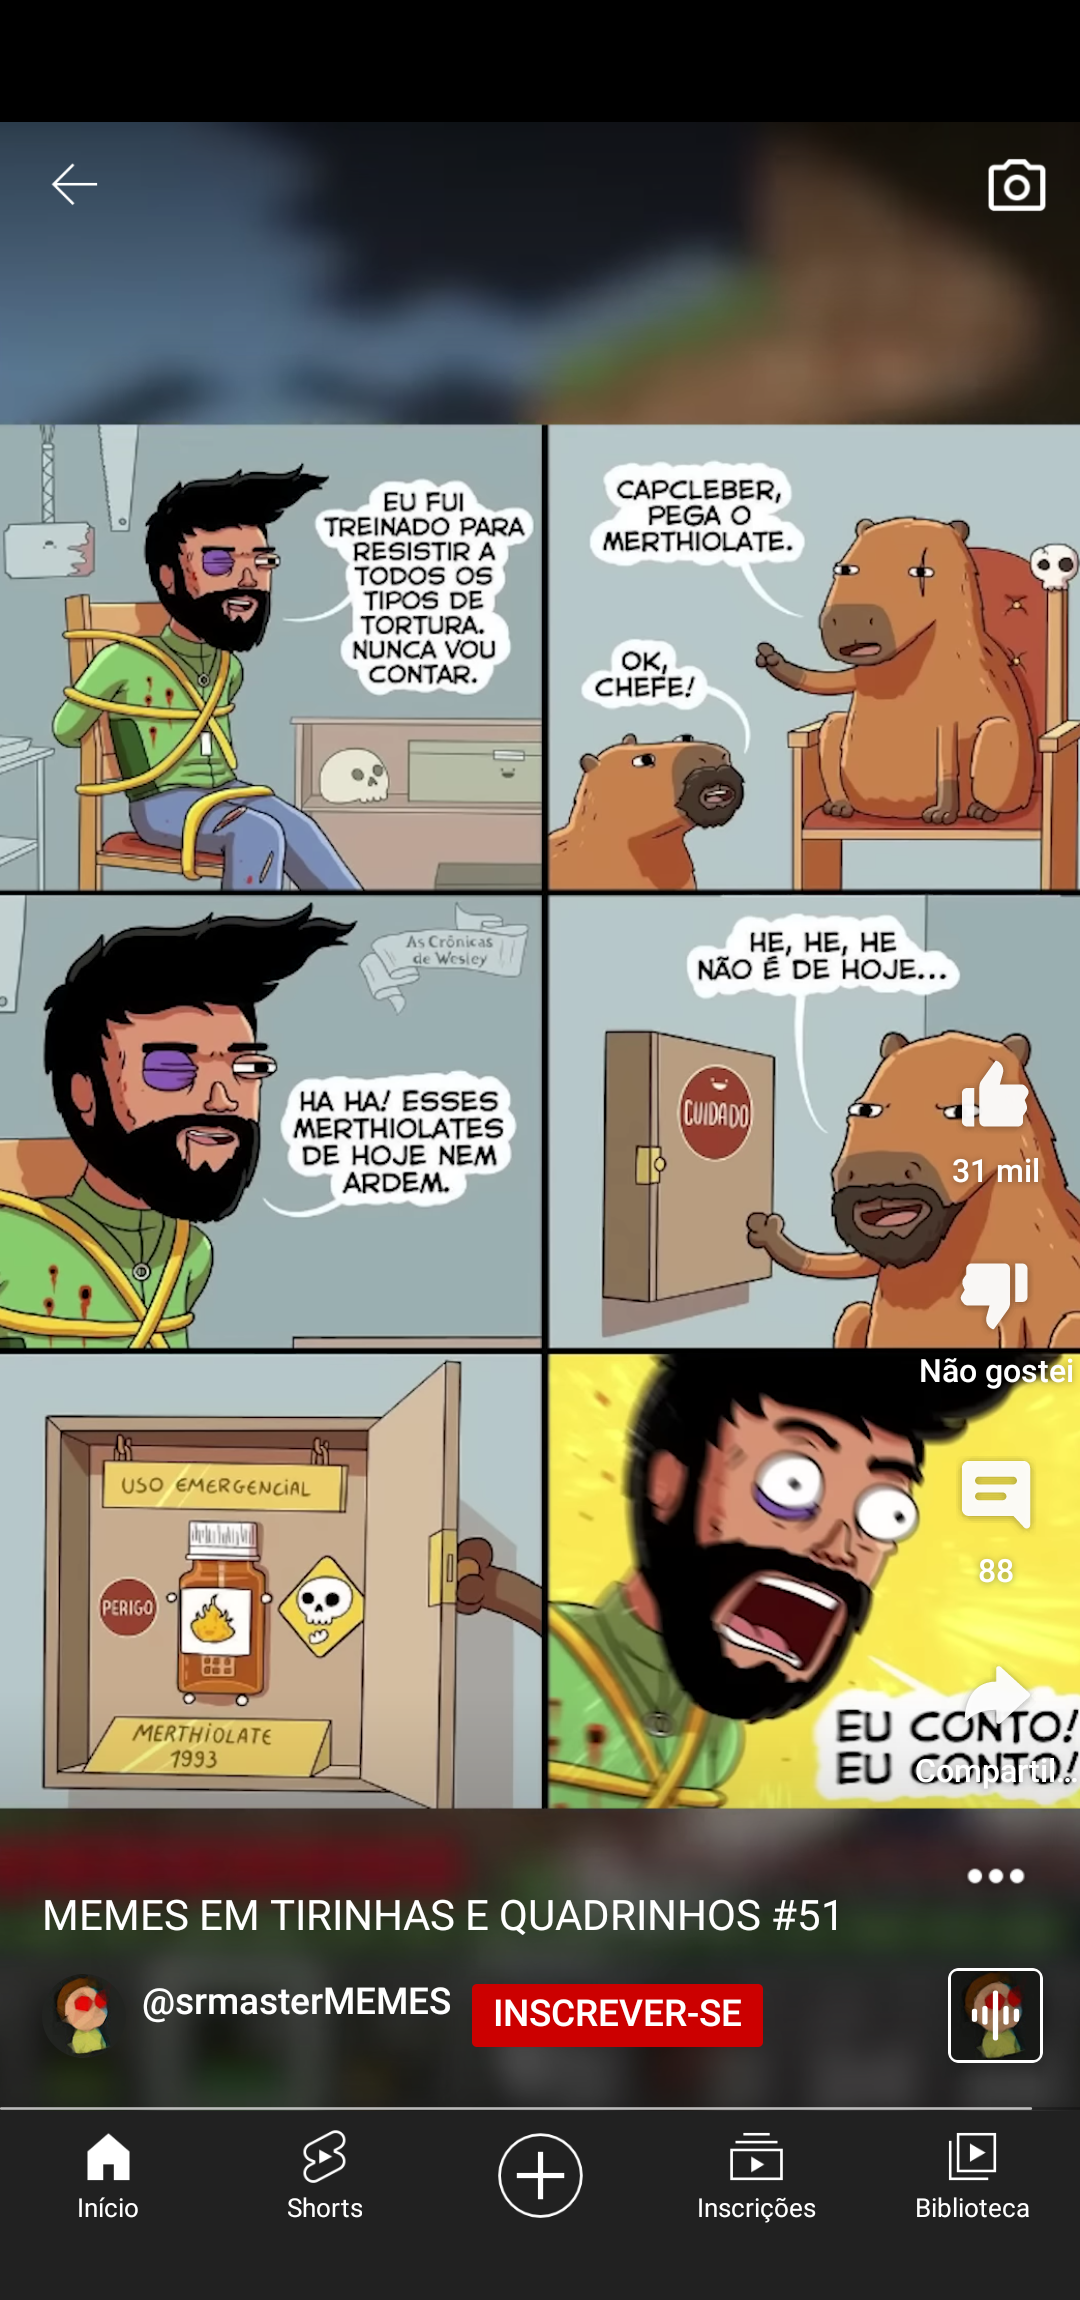 EU FUI
TREINADO PARA
RESISTIR A
TODOS OS
TIPOS DE
TORTURA.
NUNCA VOU
CONTAR.
CAPCLEBER,
PEGA O
MERTHIOLATE.
OK,
CHEFE!
As Crônicas
de Wesley
HA HA! ESSES
MERTHIOLATES
DE HOJE NEM
ARDEM.
HE, HE, HE
NÃO É DE HOJE...
CUIDADO
USO EMERGENCIAL
PERIGO
MERTHIOLATE
1993
EU CONTO!
EU CONTO!
31 mil
Não gostei
88
Compartil...
MEMES EM TIRINHAS E QUADRINHOS #51
@srmasterMEMES
INSCREVER-SE
Início
Shorts
Inscrições
Biblioteca